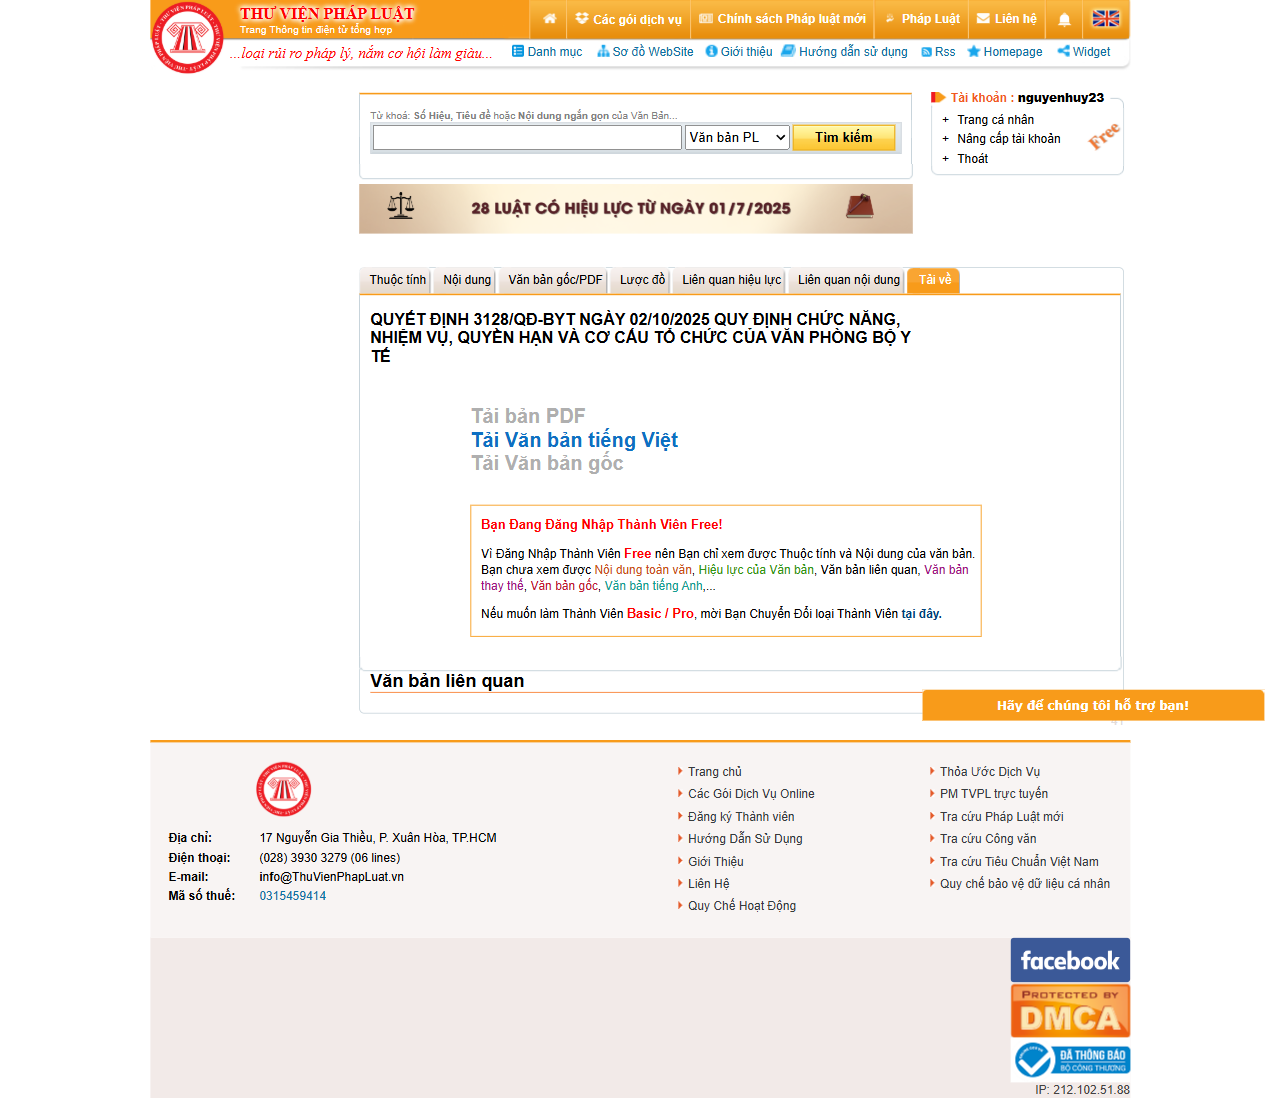 THƯ VIỆN PHÁP LUẬT
Trang Thông tin điện tử tổng hợp
...loại rủi ro pháp lý, nắm cơ hội làm giàu...
Các gói dịch vụ
Chính sách Pháp luật mới
Pháp Luật
Liên hệ
Danh mục
Sơ đồ WebSite
Giới thiệu
Hướng dẫn sử dụng
Rss
Homepage
Widget
Từ khoá: Số Hiệu, Tiêu đề hoặc Nội dung ngắn gọn của Văn Bản...
Văn bản PL
Tìm kiếm
Tài khoản : nguyenhuy23
+ Trang cá nhân
+ Nâng cấp tài khoản
+ Thoát
Free
28 LUẬT CÓ HIỆU LỰC TỪ NGÀY 01/7/2025
Thuộc tính
Nội dung
Văn bản gốc/PDF
Lược đồ
Liên quan hiệu lực
Liên quan nội dung
Tải về
QUYẾT ĐỊNH 3128/QĐ-BYT NGÀY 02/10/2025 QUY ĐỊNH CHỨC NĂNG,
NHIỆM VỤ, QUYỀN HẠN VÀ CƠ CẤU TỔ CHỨC CỦA VĂN PHÒNG BỘ Y
TẾ
Tải bản PDF
Tải Văn bản tiếng Việt
Tải Văn bản gốc
Bạn Đang Đăng Nhập Thành Viên Free!
Vì Đăng Nhập Thành Viên Free nên Bạn chỉ xem được Thuộc tính và Nội dung của văn bản.
Bạn chưa xem được Nội dung toàn văn, Hiệu lực của Văn bản, Văn bản liên quan, Văn bản
thay thế, Văn bản gốc, Văn bản tiếng Anh,...
Nếu muốn làm Thành Viên Basic / Pro, mời Bạn Chuyển Đổi loại Thành Viên tại đây.
Văn bản liên quan
Hãy để chúng tôi hỗ trợ bạn!
Địa chỉ: 17 Nguyễn Gia Thiều, P. Xuân Hòa, TP.HCM
Điện thoại: (028) 3930 3279 (06 lines)
E-mail: info@ThuVienPhapLuat.vn
Mã số thuế: 0315459414
Trang chủ
Các Gói Dịch Vụ Online
Đăng ký Thành viên
Hướng Dẫn Sử Dụng
Giới Thiệu
Liên Hệ
Quy Chế Hoạt Động
Thỏa Ước Dịch Vụ
PM TVPL trực tuyến
Tra cứu Pháp Luật mới
Tra cứu Công văn
Tra cứu Tiêu Chuẩn Việt Nam
Quy chế bảo vệ dữ liệu cá nhân
facebook
PROTECTED BY
DMCA
ĐÃ THÔNG BÁO
BỘ CÔNG THƯƠNG
IP: 212.102.51.88